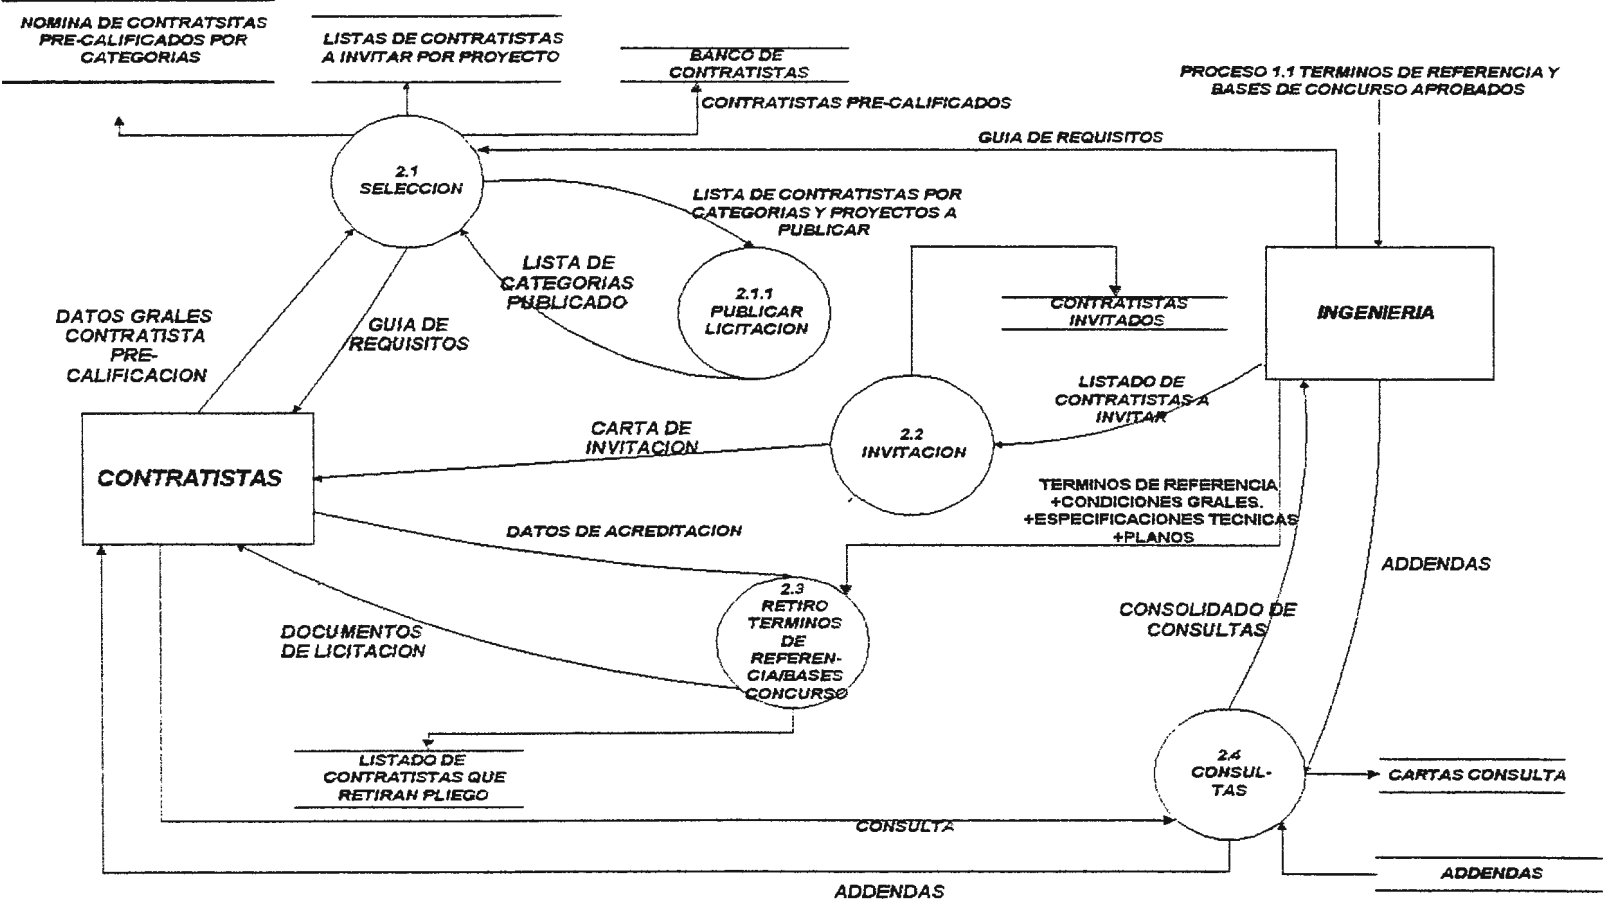 NOMINA DE CONTRATSITAS
PRE-CALIFICADOS POR
CATEGORIAS
LISTAS DE CONTRATISTAS
A INVITAR POR PROYECTO
BANCO DE
CONTRATISTAS
CONTRATISTAS PRE-CALIFICADOS
PROCESO 1.1 TERMINOS DE REFERENCIA Y
BASES DE CONCURSO APROBADOS
GUIA DE REQUISITOS
2.1
SELECCION
LISTA DE CONTRATISTAS POR
CATEGORIAS Y PROYECTOS A
PUBLICAR
LISTA DE
CATEGORIAS
PUBLICADO
2.1.1
PUBLICAR
LICITACION
CONTRATISTAS
INVITADOS
INGENIERIA
DATOS GRALES
CONTRATISTA
PRE-
CALIFICACION
GUIA DE
REQUISITOS
LISTADO DE
CONTRATISTAS A
INVITAR
CARTA DE
INVITACION
2.2
INVITACION
CONTRATISTAS
TERMINOS DE REFERENCIA
+CONDICIONES GRALES.
+ESPECIFICACIONES TECNICAS
+PLANOS
DATOS DE ACREDITACION
ADDENDAS
2.3
RETIRO
TERMINOS
DE
REFEREN-
CIA/BASES
CONCURSO
CONSOLIDADO DE
CONSULTAS
DOCUMENTOS
DE LICITACION
LISTADO DE
CONTRATISTAS QUE
RETIRAN PLIEGO
2.4
CONSUL-
TAS
CARTAS CONSULTA
CONSULTA
ADDENDAS
ADDENDAS